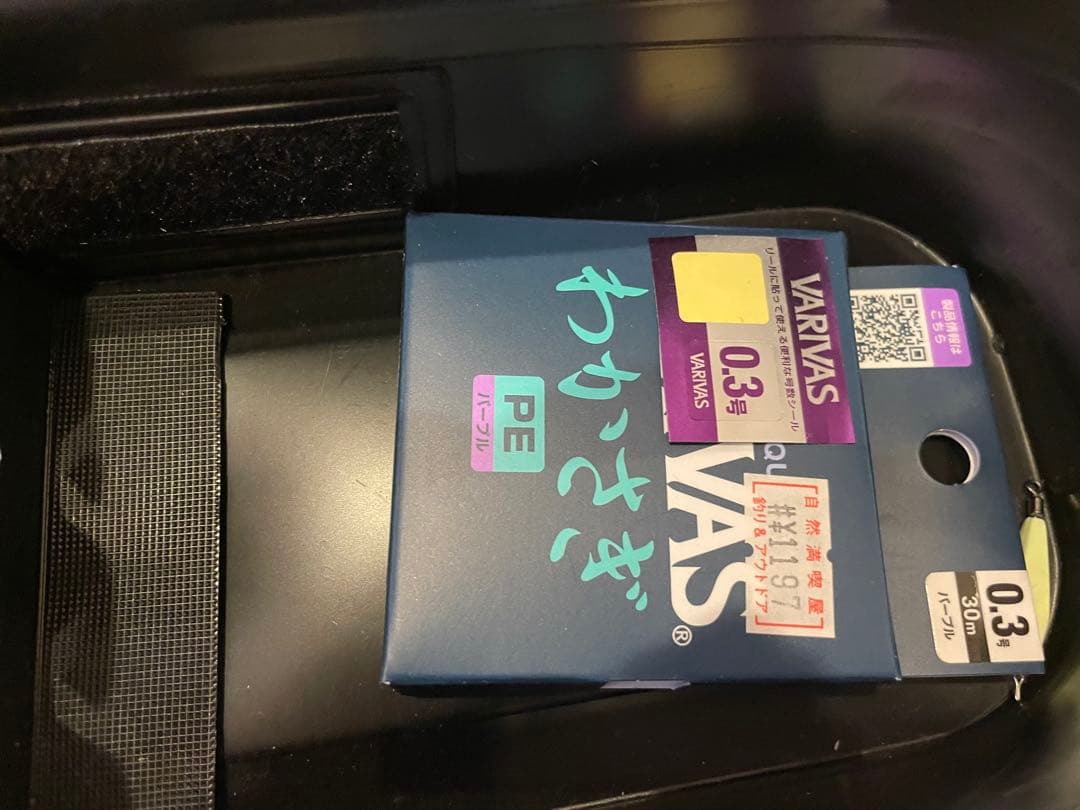 製品情報は
こちら
VARIVAS
リールに貼って使える便利な号数シール
0.3号
VARIVAS
QU
VAS®
[自然満喫屋]
#¥1197
[釣り&アウトドア]
わかさぎ
PE
パープル
0.3号
30m
パープル